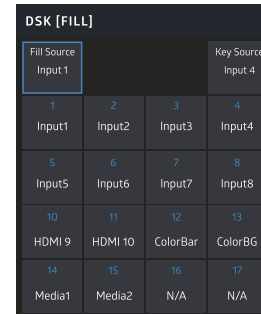 DSK [FILL]
Fill Source Key Source
Input 1 Input 4
1 2 3 4
Input1 Input2 Input3 Input4
5 6 7 8
Input5 Input6 Input7 Input8
10 11 12 13
HDMI 9 HDMI 10 ColorBar ColorBG
14 15 16 17
Media1 Media2 N/A N/A